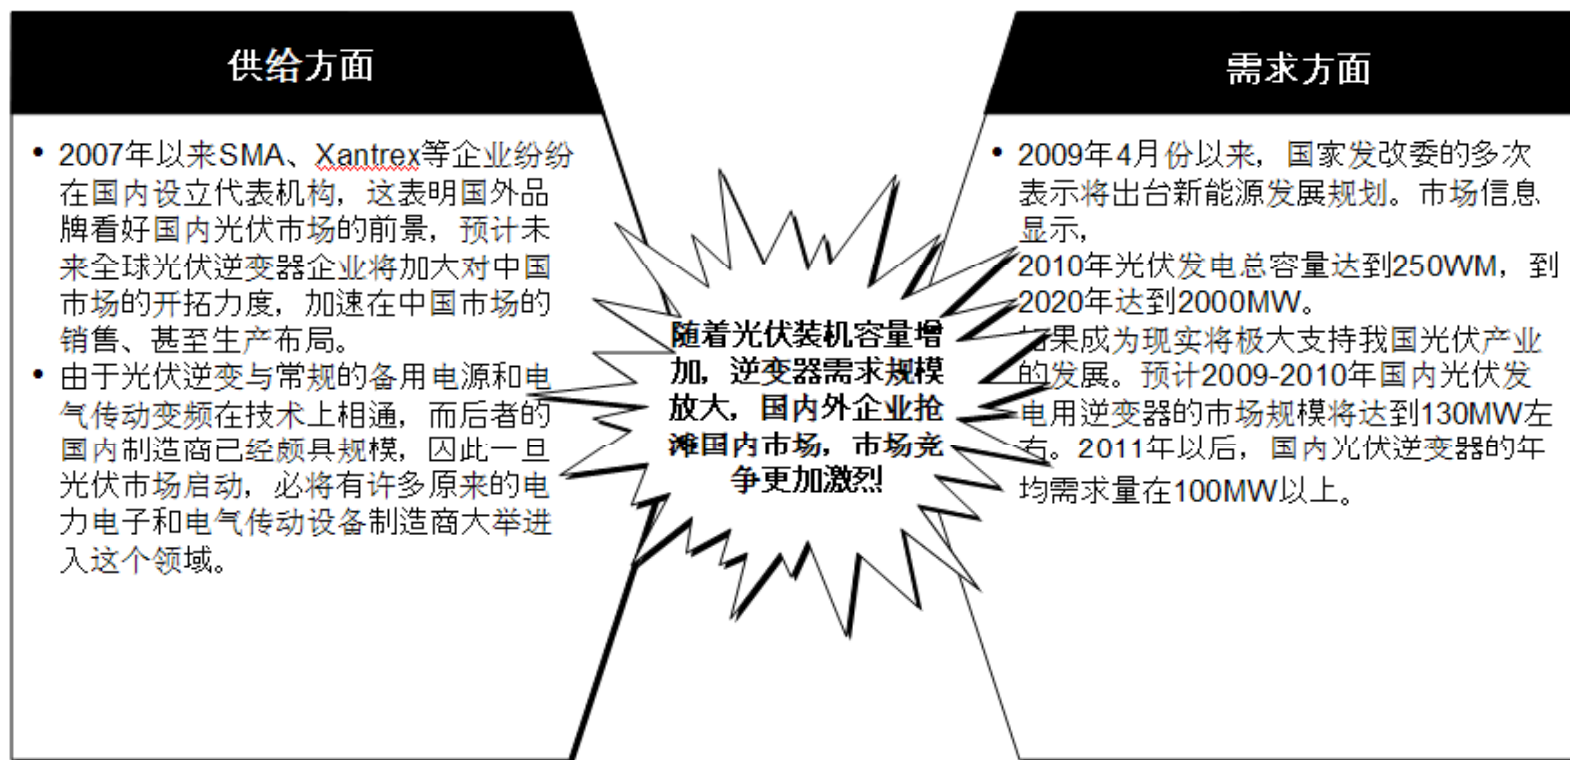 供给方面
• 2007年以来SMA、Xantrex等企业纷纷
在国内设立代表机构，这表明国外品
牌看好国内光伏市场的前景，预计未
来全球光伏逆变器企业将加大对中国
市场的开拓力度，加速在中国市场的
销售、甚至生产布局。
• 由于光伏逆变与常规的备用电源和电
气传动变频在技术上相通，而后者的
国内制造商已经颇具规模，因此一旦
光伏市场启动，必将有许多原来的电
力电子和电气传动设备制造商大举进
入这个领域。
随着光伏装机容量增
加，逆变器需求规模
放大，国内外企业抢
滩国内市场，市场竞
争更加激烈
需求方面
• 2009年4月份以来，国家发改委的多次
表示将出台新能源发展规划。市场信息
显示，
2010年光伏发电总容量达到250WM，到
2020年达到2000MW。
如果成为现实将极大支持我国光伏产业
的发展。预计2009-2010年国内光伏发
电用逆变器的市场规模将达到130MW左
右。2011年以后，国内光伏逆变器的年
均需求量在100MW以上。